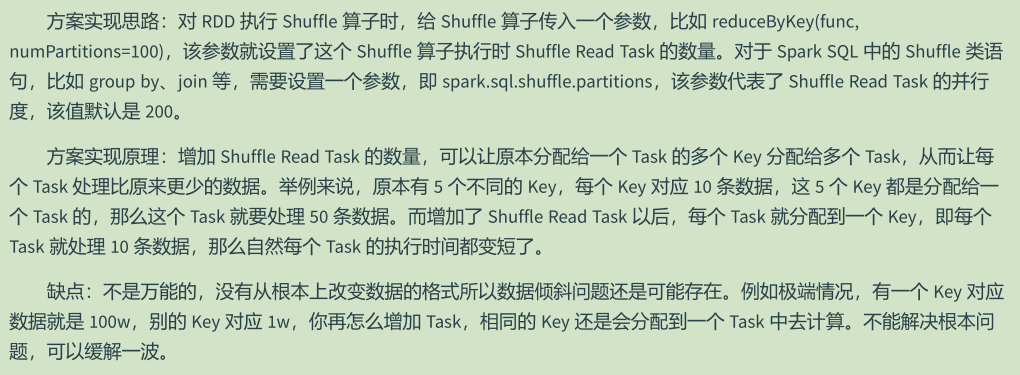 方案实现思路：对 RDD 执行 Shuffle 算子时，给 Shuffle 算子传入一个参数，比如 reduceByKey(func,
numPartitions=100)，该参数就设置了这个 Shuffle 算子执行时 Shuffle Read Task 的数量。对于 Spark SQL 中的 Shuffle 类语
句，比如 group by、join 等，需要设置一个参数，即 spark.sql.shuffle.partitions，该参数代表了 Shuffle Read Task 的并行
度，该值默认是 200。
方案实现原理：增加 Shuffle Read Task 的数量，可以让原本分配给一个 Task 的多个 Key 分配给多个 Task，从而让每
个 Task 处理比原来更少的数据。举例来说，原本有 5 个不同的 Key，每个 Key 对应 10 条数据，这 5 个 Key 都是分配给一
个 Task 的，那么这个 Task 就要处理 50 条数据。而增加了 Shuffle Read Task 以后，每个 Task 就分配到一个 Key，即每个
Task 就处理 10 条数据，那么自然每个 Task 的执行时间都变短了。
缺点：不是万能的，没有从根本上改变数据的格式所以数据倾斜问题还是可能存在。例如极端情况，有一个 Key 对应
数据就是 100w，别的 Key 对应 1w，你再怎么增加 Task，相同的 Key 还是会分配到一个 Task 中去计算。不能解决根本问
题，可以缓解一波。